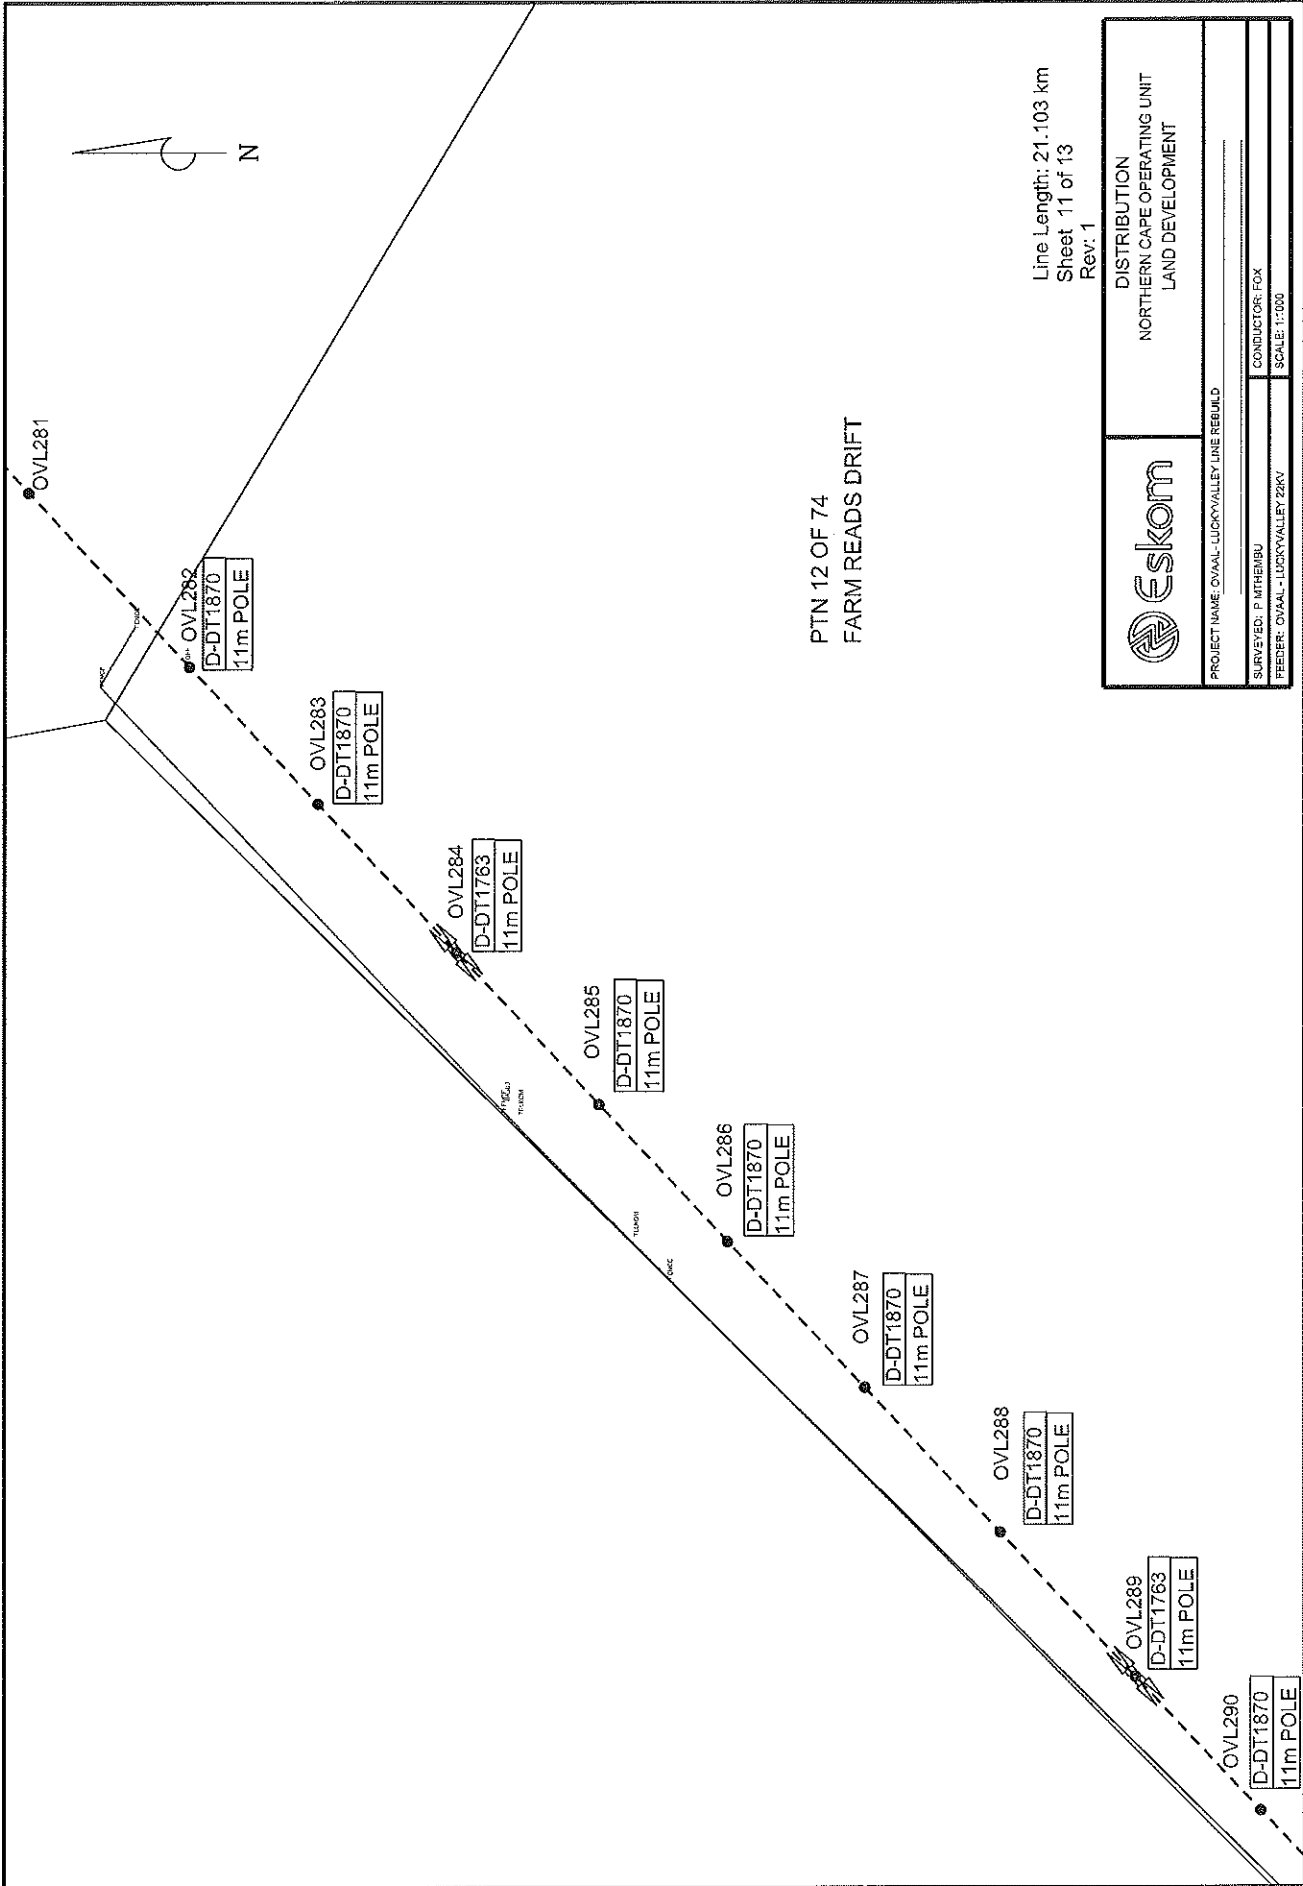 N
OVL281
OVL282
D-DT1870
11m POLE
OVL283
D-DT1870
11m POLE
OVL284
D-DT1763
11m POLE
OVL285
D-DT1870
11m POLE
OVL286
D-DT1870
11m POLE
OVL287
D-DT1870
11m POLE
OVL288
D-DT1870
11m POLE
OVL289
D-DT1763
11m POLE
OVL290
D-DT1870
11m POLE
PTN 12 OF 74
FARM READS DRIFT
Line Length: 21.103 km
Sheet 11 of 13
Rev: 1
Eskom
DISTRIBUTION
NORTHERN CAPE OPERATING UNIT
LAND DEVELOPMENT
PROJECT NAME: OVAAL - LUCKYVALLEY LINE REBUILD
SURVEYED: P MTHEMBU
CONDUCTOR: FOX
FEEDER: OVAAL - LUCKYVALLEY 22KV
SCALE: 1:1000